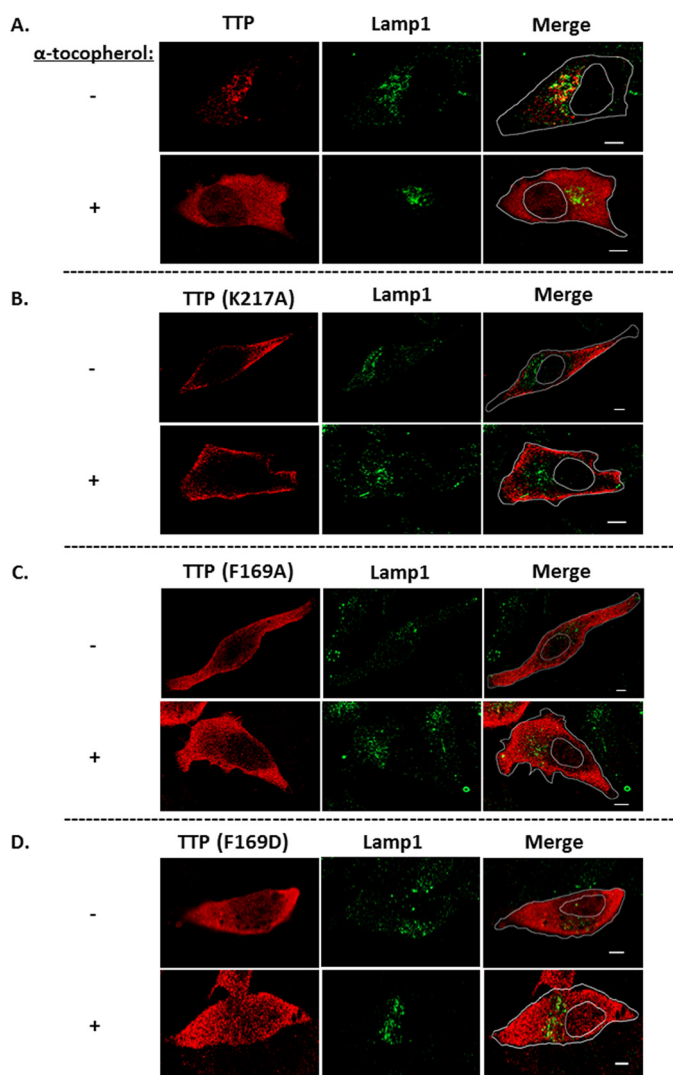 A. TTP Lamp1 Merge
α-tocopherol:
-
+
B. TTP (K217A) Lamp1 Merge
-
+
C. TTP (F169A) Lamp1 Merge
-
+
D. TTP (F169D) Lamp1 Merge
-
+